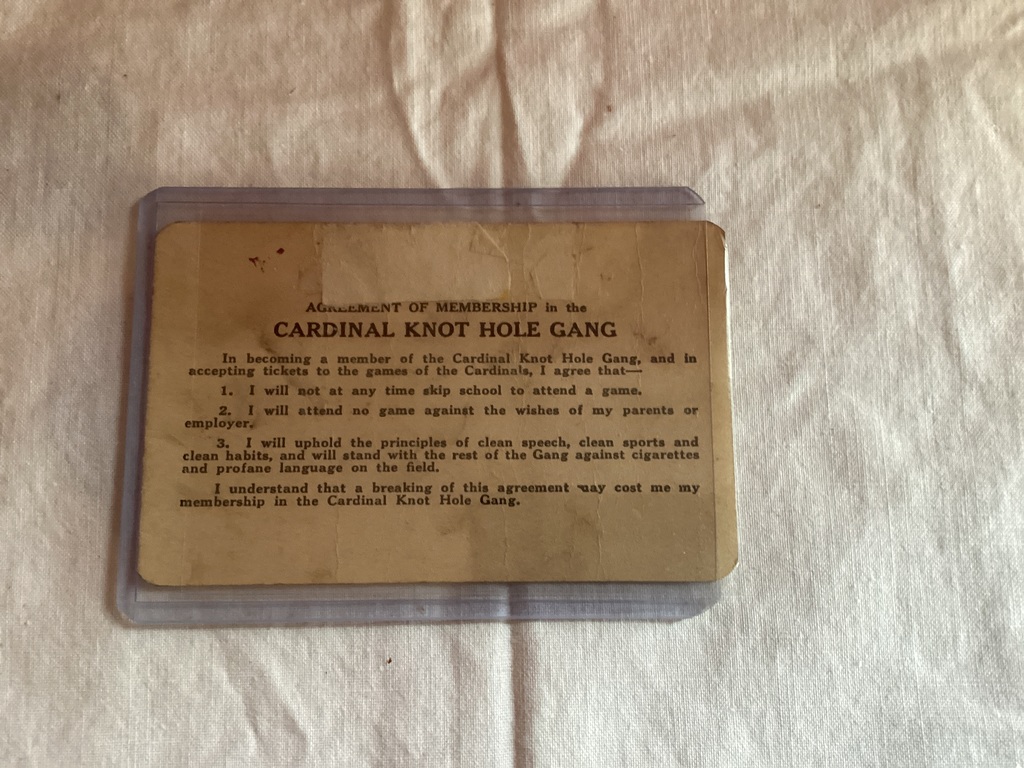 AGREEMENT OF MEMBERSHIP in the
CARDINAL KNOT HOLE GANG
In becoming a member of the Cardinal Knot Hole Gang, and in
accepting tickets to the games of the Cardinals, I agree that—
1. I will not at any time skip school to attend a game.
2. I will attend no game against the wishes of my parents or
employer.
3. I will uphold the principles of clean speech, clean sports and
clean habits, and will stand with the rest of the Gang against cigarettes
and profane language on the field.
I understand that a breaking of this agreement may cost me my
membership in the Cardinal Knot Hole Gang.